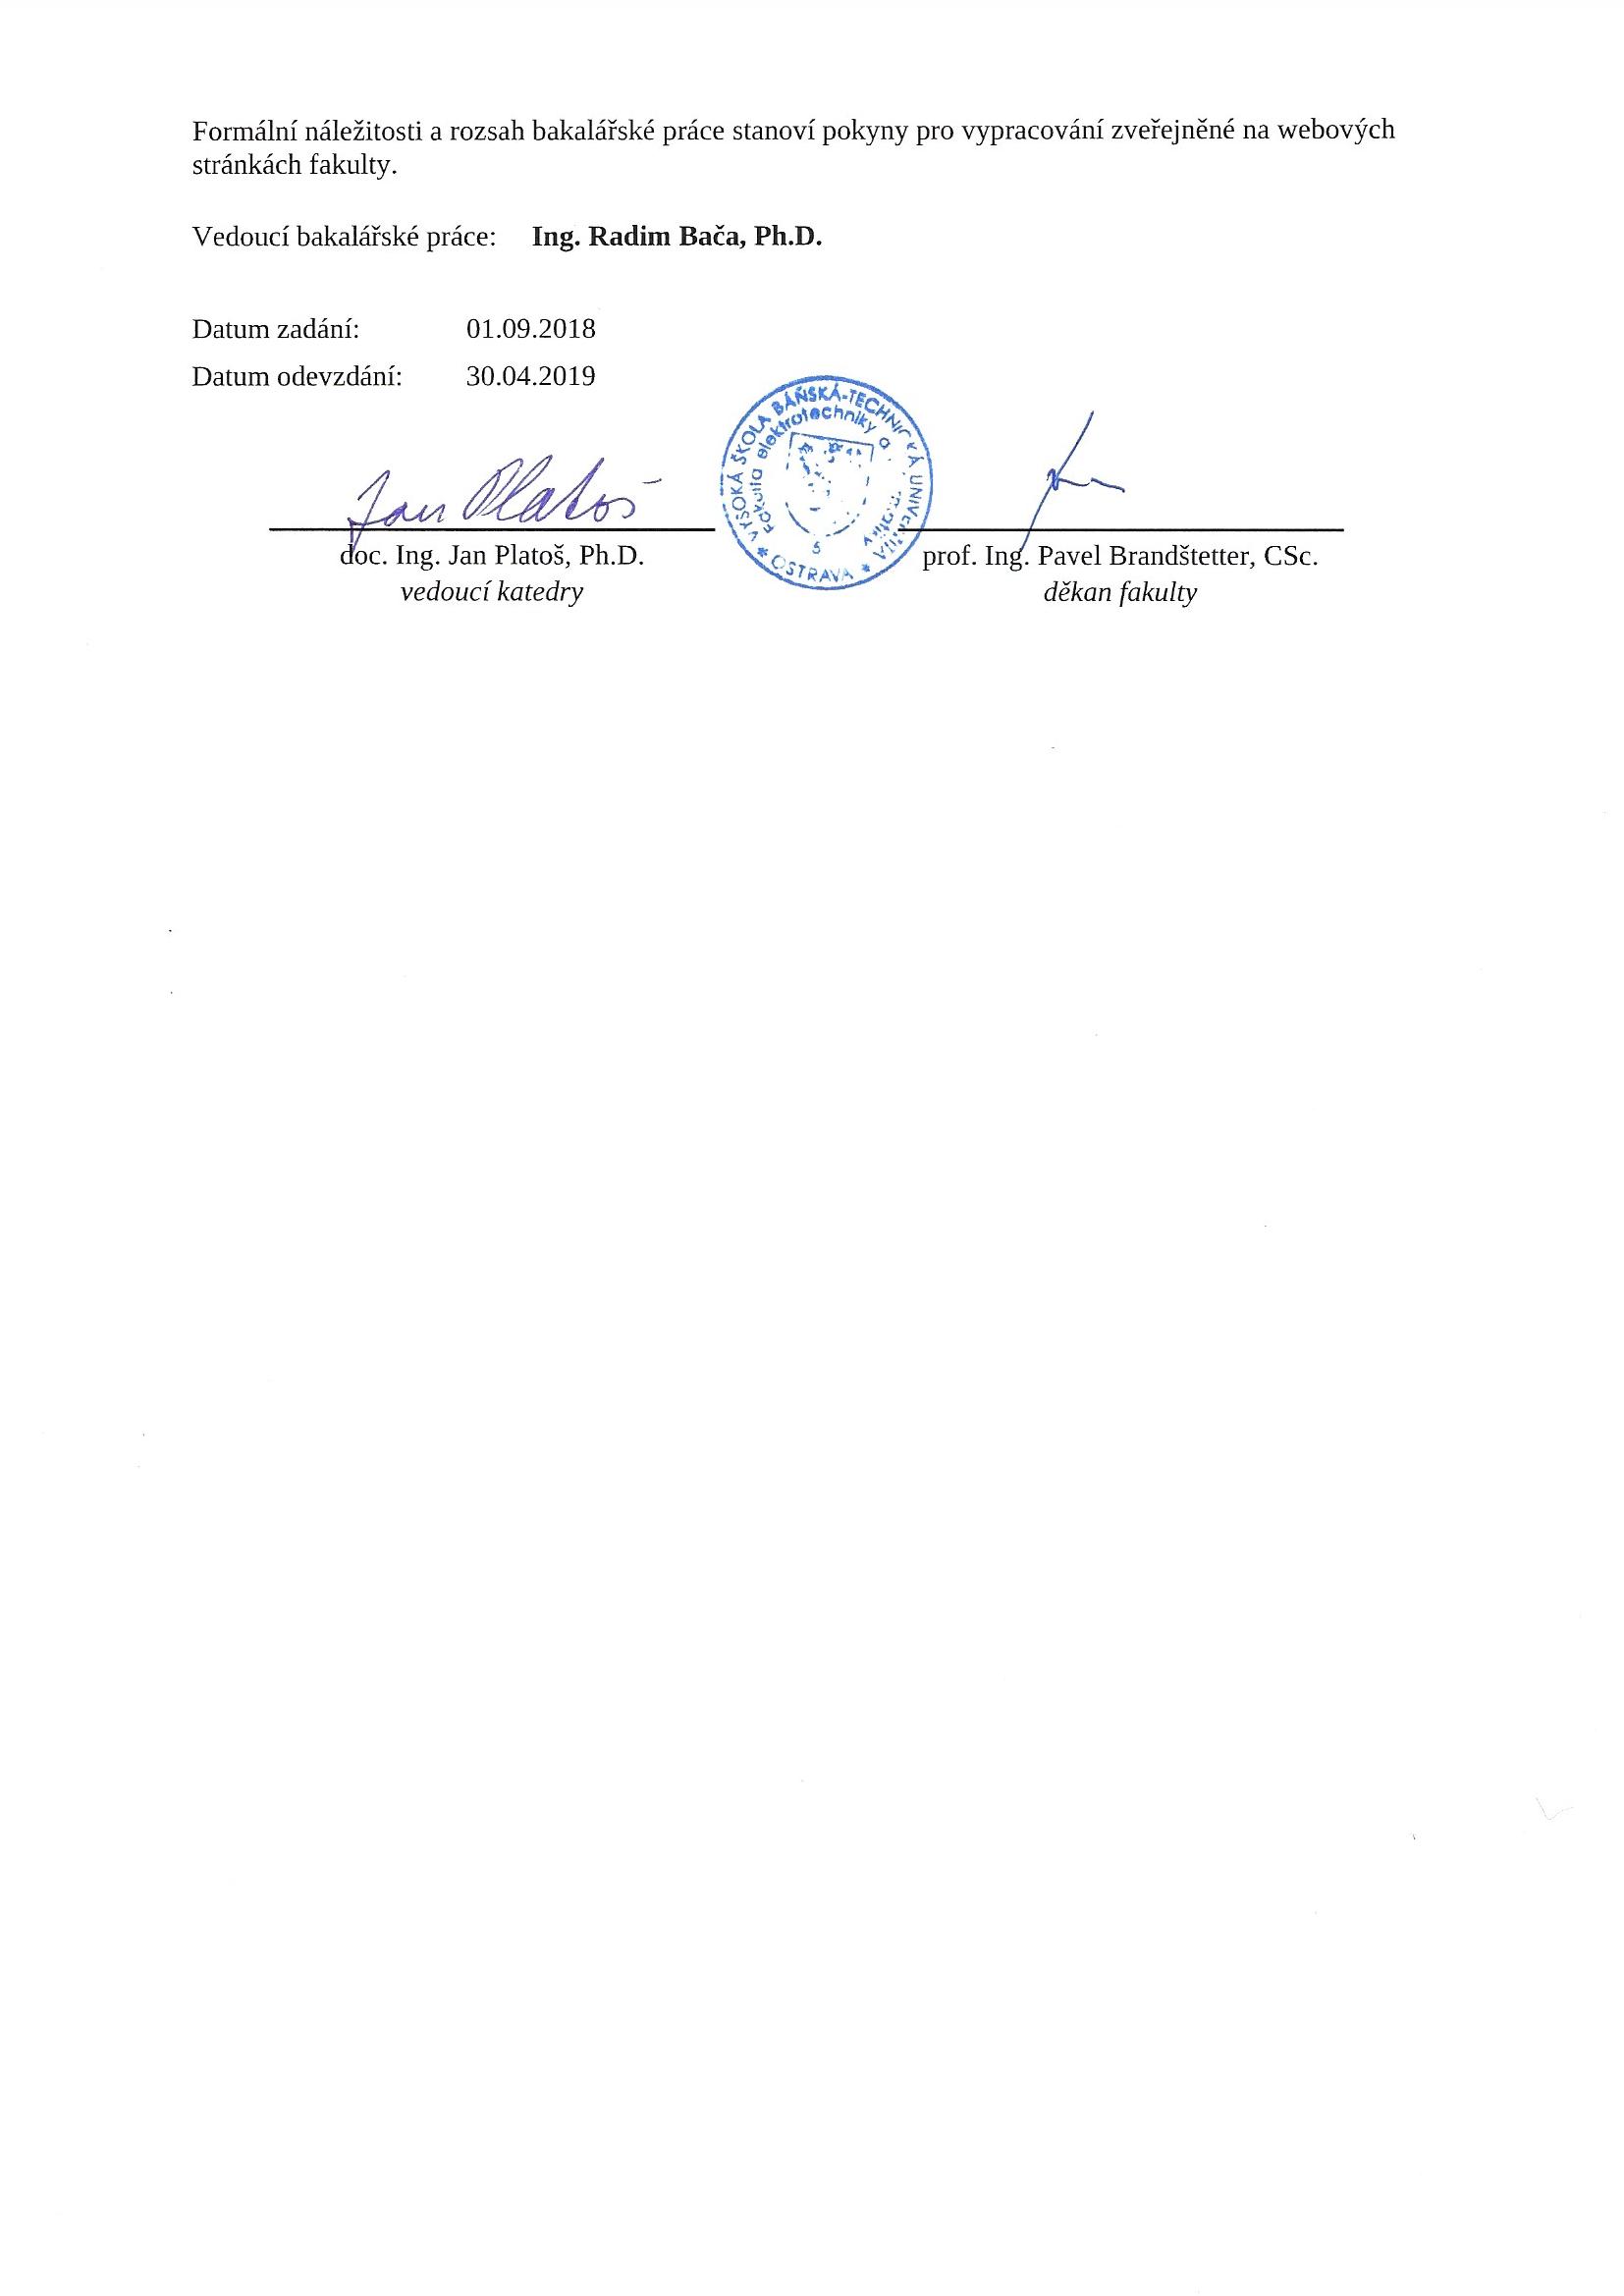 Formální náležitosti a rozsah bakalářské práce stanoví pokyny pro vypracování zveřejněné na webových
stránkách fakulty.
Vedoucí bakalářské práce: Ing. Radim Bača, Ph.D.
Datum zadání: 01.09.2018
Datum odevzdání: 30.04.2019
Jan Platoš
VYSOKÁ ŠKOLA BÁŇSKÁ-TECHNICKÁ UNIVERZITA
Fakulta elektrotechniky a
* OSTRAVA *
doc. Ing. Jan Platoš, Ph.D.
vedoucí katedry
prof. Ing. Pavel Brandštetter, CSc.
děkan fakulty